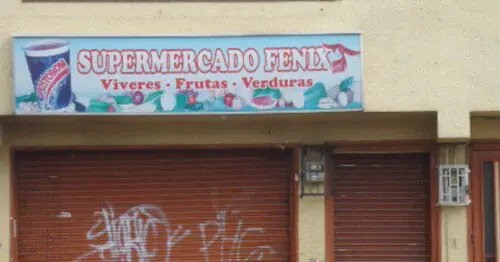 SUPERMERCADO FENIX
Viveres - Frutas - Verduras